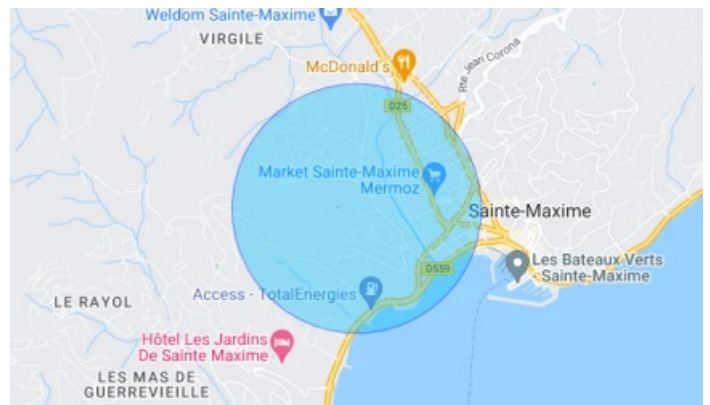 Weldom Sainte-Maxime
VIRGILE
McDonald's
Rte Jean Corona
D25
Market Sainte-Maxime
Mermoz
Sainte-Maxime
D559
Les Bateaux Verts
- Sainte-Maxime
Access - TotalEnergies
LE RAYOL
Hôtel Les Jardins
De Sainte Maxime
LES MAS DE
GUERREVIEILLE